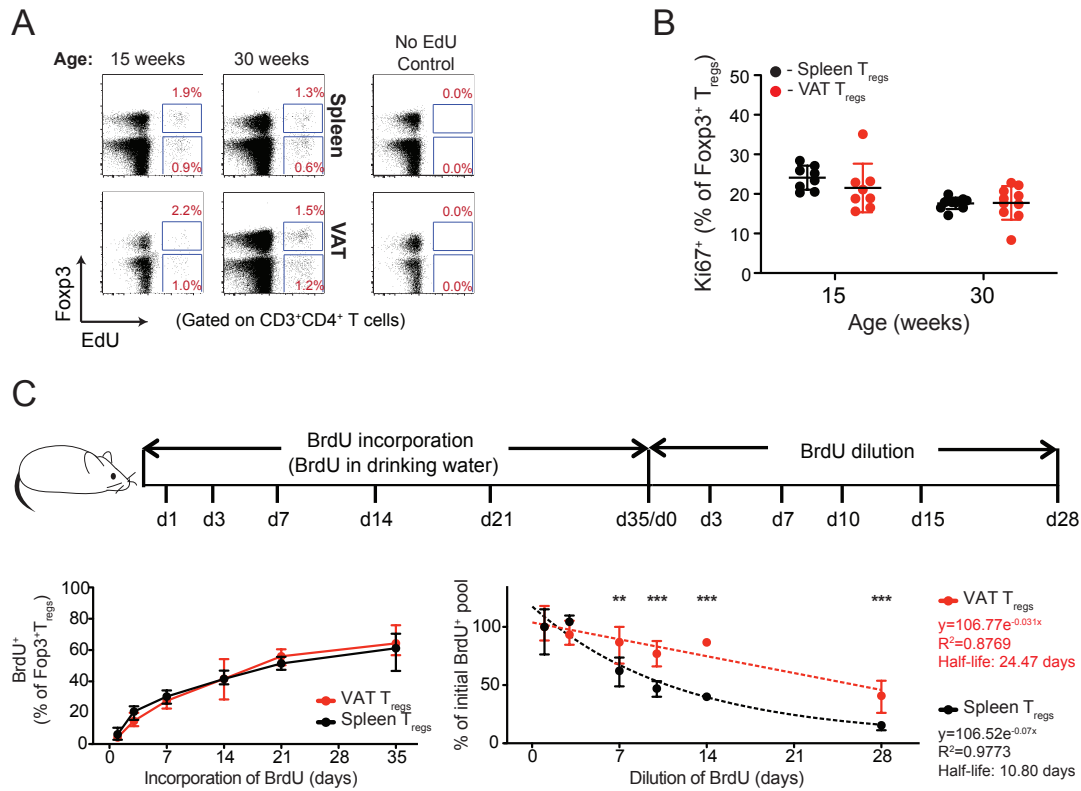 A
Age: 15 weeks 30 weeks No EdU Control
1.9% 1.3% 0.0%
Spleen
0.9% 0.6% 0.0%
2.2% 1.5% 0.0%
VAT
1.0% 1.2% 0.0%
Foxp3
EdU
(Gated on CD3+CD4+ T cells)
B
- Spleen Tregs
- VAT Tregs
Ki67+ (% of Foxp3+ Tregs)
50
40
30
20
10
0
15 30
Age (weeks)
C
BrdU incorporation
(BrdU in drinking water)
BrdU dilution
d1 d3 d7 d14 d21 d35/d0 d3 d7 d10 d15 d28
BrdU+
(% of Fop3+Tregs)
100
80
60
40
20
0
VAT Tregs
Spleen Tregs
0 7 14 21 28 35
Incorporation of BrdU (days)
% of initial BrdU+ pool
100
50
0
** *** *** ***
0 7 14 21 28
Dilution of BrdU (days)
VAT Tregs
y=106.77e-0.031x
R2=0.8769
Half-life: 24.47 days
Spleen Tregs
y=106.52e-0.07x
R2=0.9773
Half-life: 10.80 days